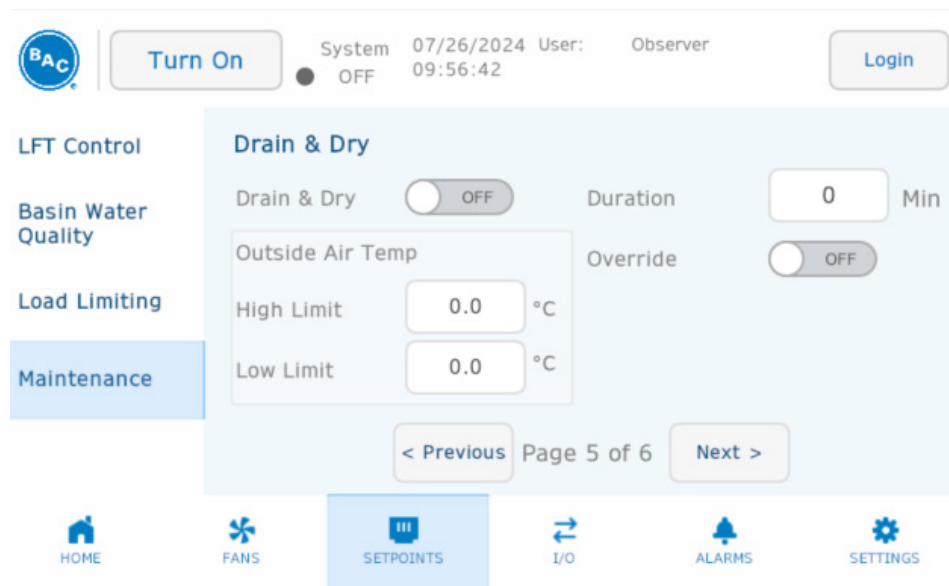 BAC
Turn On
System
OFF
07/26/2024
09:56:42
User:
Observer
Login
LFT Control
Basin Water
Quality
Load Limiting
Maintenance
Drain & Dry
Drain & Dry
OFF
Duration
0
Min
Outside Air Temp
Override
OFF
High Limit
0.0
°C
Low Limit
0.0
°C
< Previous
Page 5 of 6
Next >
HOME
FANS
SETPOINTS
I/O
ALARMS
SETTINGS